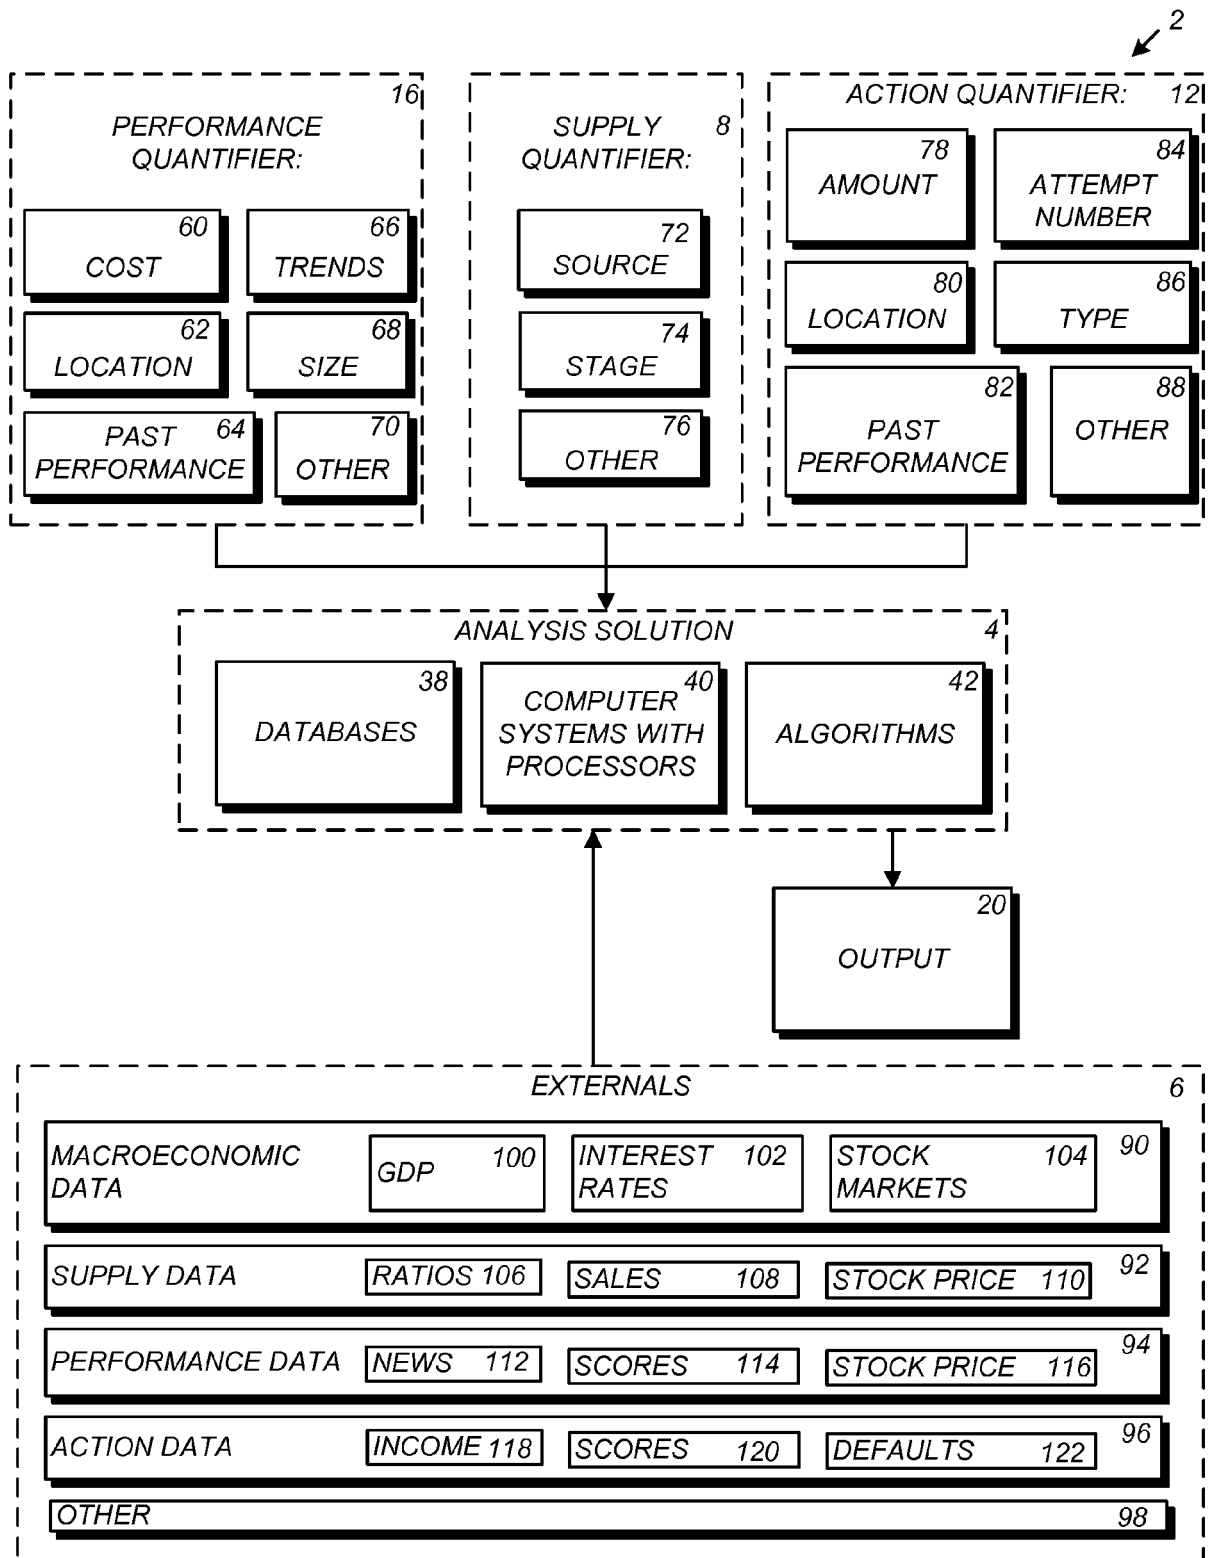 2
16
PERFORMANCE
QUANTIFIER:
60
COST
66
TRENDS
62
LOCATION
68
SIZE
PAST 64
PERFORMANCE
70
OTHER
SUPPLY 8
QUANTIFIER:
72
SOURCE
74
STAGE
76
OTHER
ACTION QUANTIFIER: 12
78
AMOUNT
84
ATTEMPT
NUMBER
80
LOCATION
86
TYPE
82
PAST
PERFORMANCE
88
OTHER
ANALYSIS SOLUTION 4
38
DATABASES
40
COMPUTER
SYSTEMS WITH
PROCESSORS
42
ALGORITHMS
20
OUTPUT
EXTERNALS 6
MACROECONOMIC
DATA
GDP 100
INTEREST 102
RATES
STOCK 104
MARKETS
90
SUPPLY DATA RATIOS 106 SALES 108 STOCK PRICE 110 92
PERFORMANCE DATA NEWS 112 SCORES 114 STOCK PRICE 116 94
ACTION DATA INCOME 118 SCORES 120 DEFAULTS 122 96
OTHER 98